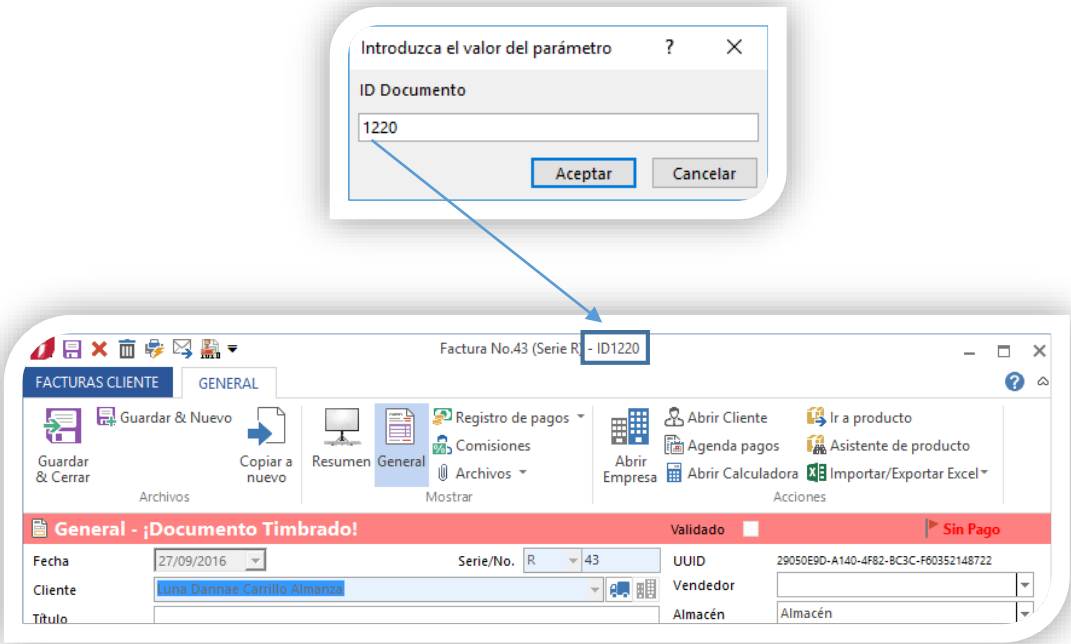 Introduzca el valor del parámetro ?
ID Documento
1220
Aceptar Cancelar
Factura No.43 (Serie R) - ID1220
FACTURAS CLIENTE GENERAL
Guardar & Cerrar
Guardar & Nuevo
Copiar a nuevo
Archivos
Resumen
General
Registro de pagos
Comisiones
Archivos
Mostrar
Abrir Empresa
Abrir Cliente
Agenda pagos
Abrir Calculadora
Ir a producto
Asistente de producto
Importar/Exportar Excel
Acciones
General - ¡Documento Timbrado! Validado Sin Pago
Fecha 27/09/2016 Serie/No. R 43 UUID 29050E9D-A140-4F82-BC3C-F60352148722
Cliente Luna Dannae Carrillo Almanza Vendedor
Título Almacén Almacén